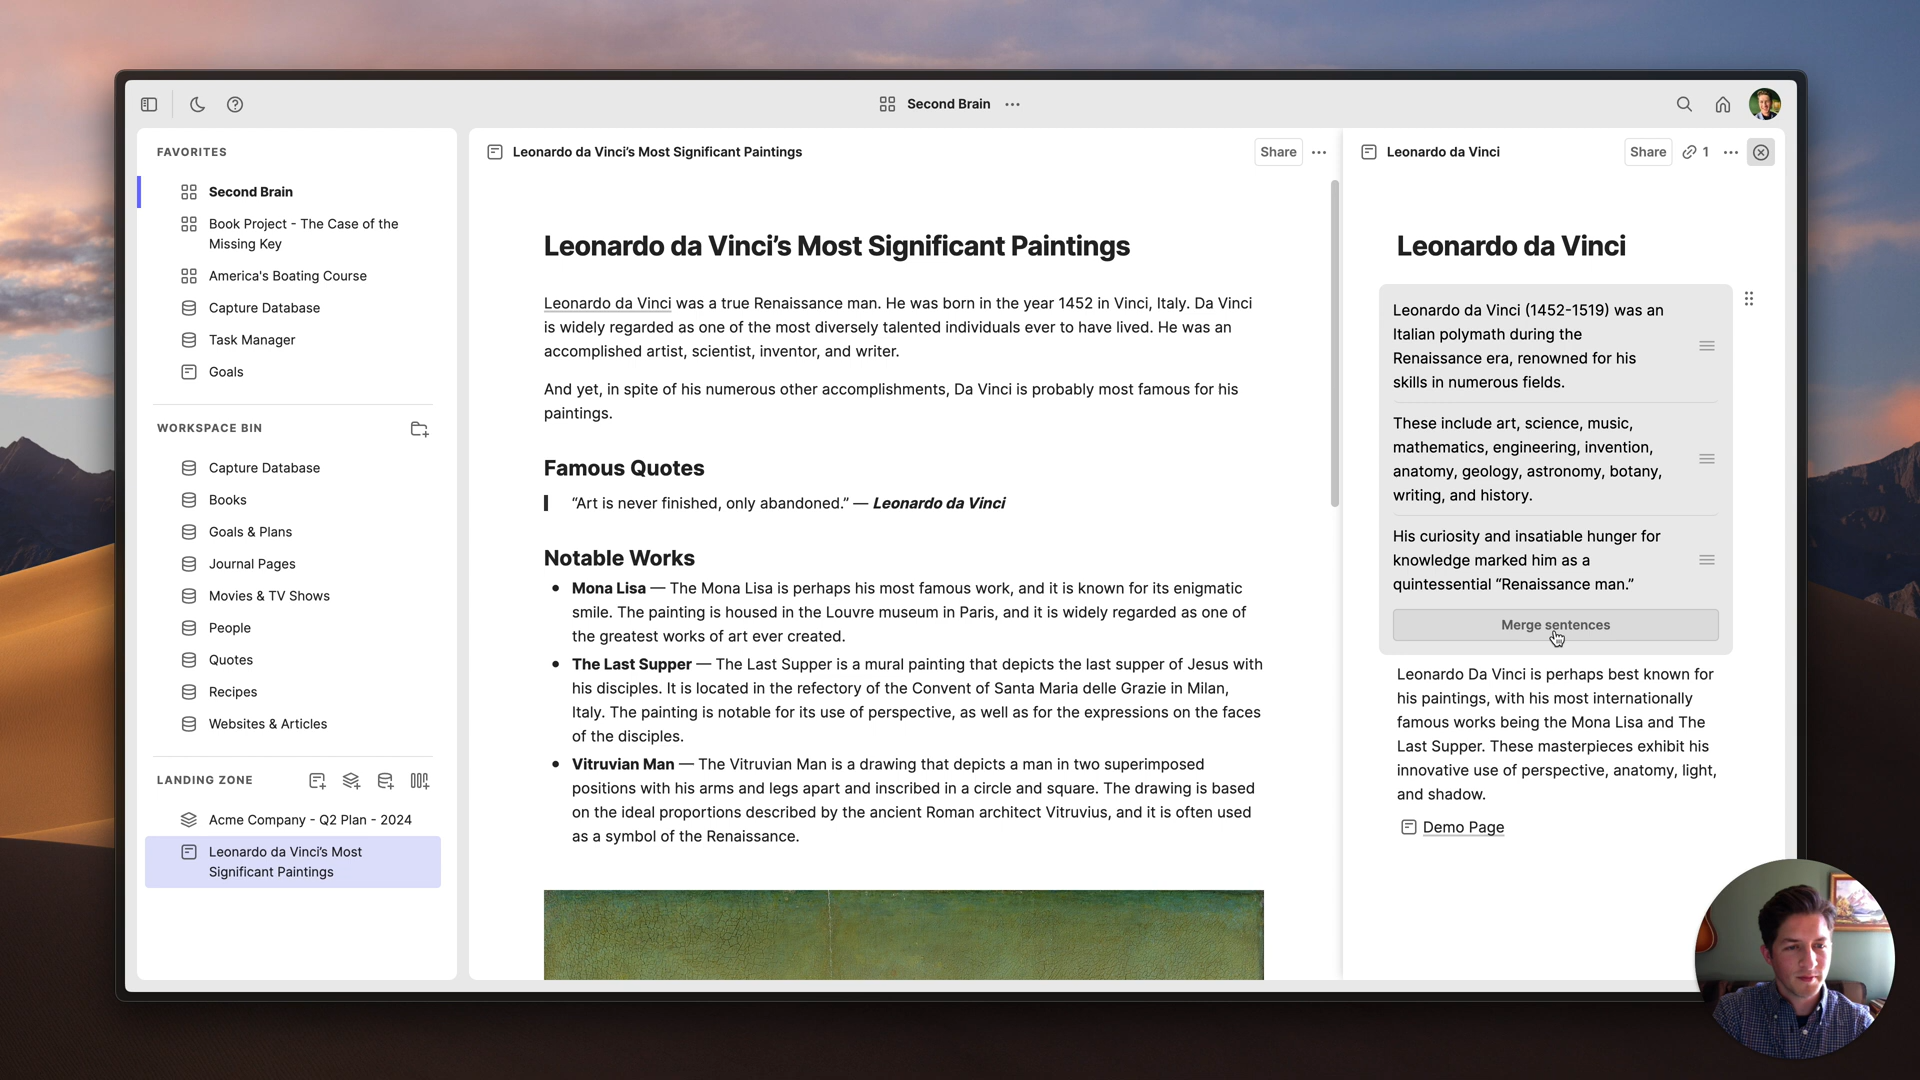 Second Brain
FAVORITES
Second Brain
Book Project - The Case of the
Missing Key
America's Boating Course
Capture Database
Task Manager
Goals
WORKSPACE BIN
Capture Database
Books
Goals & Plans
Journal Pages
Movies & TV Shows
People
Quotes
Recipes
Websites & Articles
LANDING ZONE
Acme Company - Q2 Plan - 2024
Leonardo da Vinci’s Most
Significant Paintings
Leonardo da Vinci’s Most Significant Paintings
Share
Leonardo da Vinci’s Most Significant Paintings
Leonardo da Vinci was a true Renaissance man. He was born in the year 1452 in Vinci, Italy. Da Vinci
is widely regarded as one of the most diversely talented individuals ever to have lived. He was an
accomplished artist, scientist, inventor, and writer.
And yet, in spite of his numerous other accomplishments, Da Vinci is probably most famous for his
paintings.
Famous Quotes
“Art is never finished, only abandoned.” — Leonardo da Vinci
Notable Works
Mona Lisa — The Mona Lisa is perhaps his most famous work, and it is known for its enigmatic
smile. The painting is housed in the Louvre museum in Paris, and it is widely regarded as one of
the greatest works of art ever created.
The Last Supper — The Last Supper is a mural painting that depicts the last supper of Jesus with
his disciples. It is located in the refectory of the Convent of Santa Maria delle Grazie in Milan,
Italy. The painting is notable for its use of perspective, as well as for the expressions on the faces
of the disciples.
Vitruvian Man — The Vitruvian Man is a drawing that depicts a man in two superimposed
positions with his arms and legs apart and inscribed in a circle and square. The drawing is based
on the ideal proportions described by the ancient Roman architect Vitruvius, and it is often used
as a symbol of the Renaissance.
Leonardo da Vinci
Share
1
Leonardo da Vinci
Leonardo da Vinci (1452-1519) was an
Italian polymath during the
Renaissance era, renowned for his
skills in numerous fields.
These include art, science, music,
mathematics, engineering, invention,
anatomy, geology, astronomy, botany,
writing, and history.
His curiosity and insatiable hunger for
knowledge marked him as a
quintessential “Renaissance man.”
Merge sentences
Leonardo Da Vinci is perhaps best known for
his paintings, with his most internationally
famous works being the Mona Lisa and The
Last Supper. These masterpieces exhibit his
innovative use of perspective, anatomy, light,
and shadow.
Demo Page